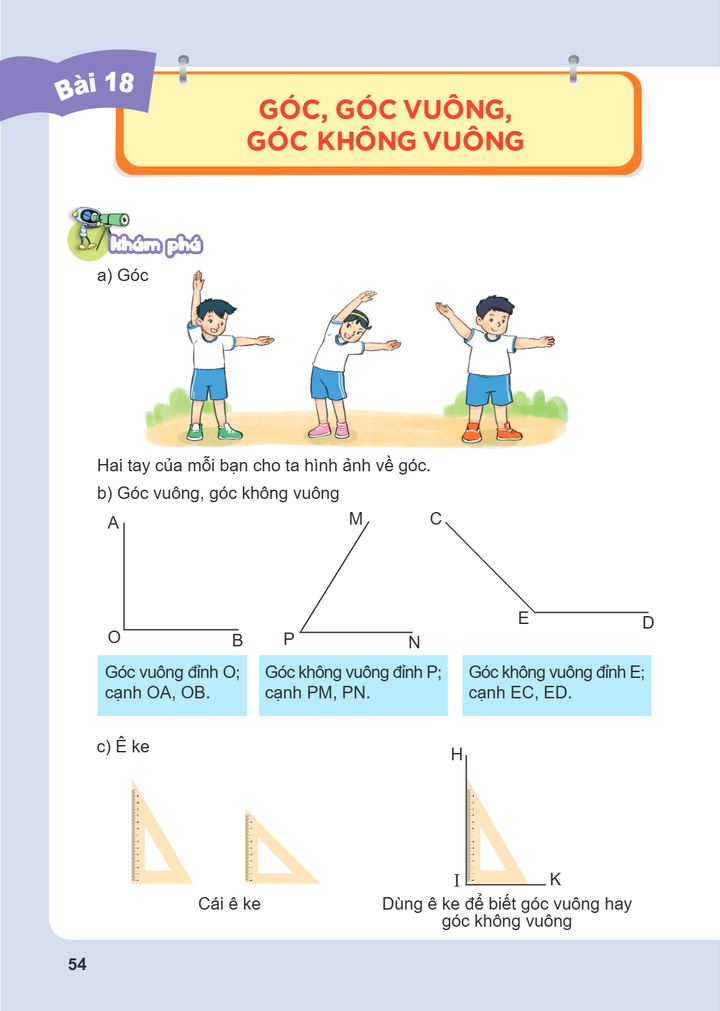 Bài 18
GÓC, GÓC VUÔNG,
GÓC KHÔNG VUÔNG
khám phá
a) Góc
Hai tay của mỗi bạn cho ta hình ảnh về góc.
b) Góc vuông, góc không vuông
A
M
C
O
B
P
N
E
D
Góc vuông đỉnh O;
cạnh OA, OB.
Góc không vuông đỉnh P;
cạnh PM, PN.
Góc không vuông đỉnh E;
cạnh EC, ED.
c) Ê ke
H
I
K
Cái ê ke
Dùng ê ke để biết góc vuông hay
góc không vuông
54